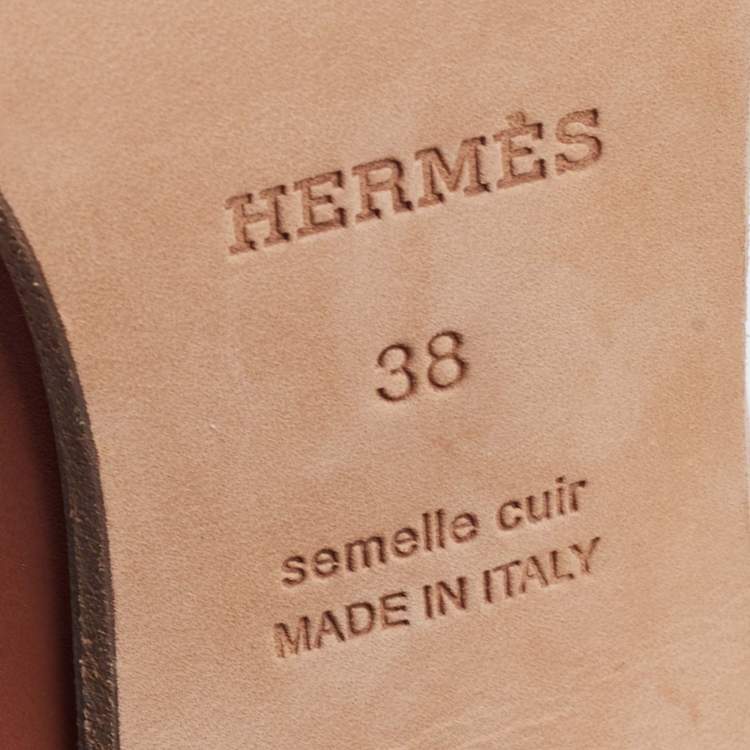 HERMÈS
38
semelle cuir
MADE IN ITALY